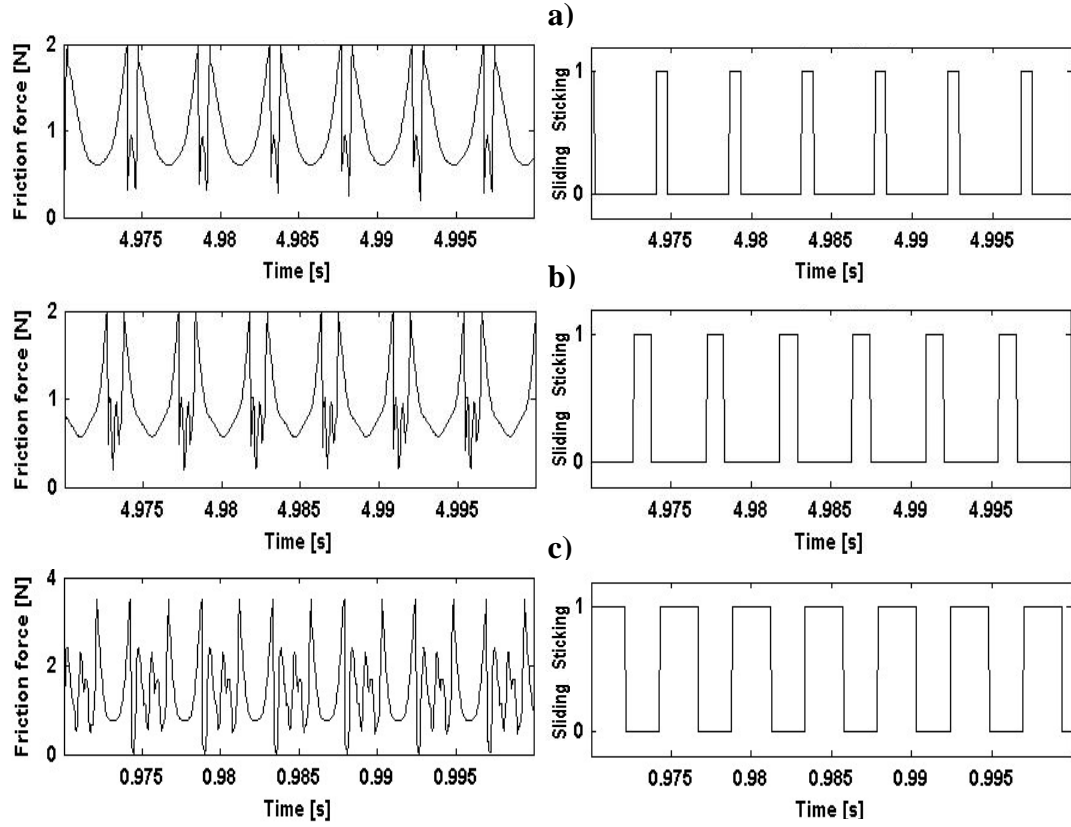 a)
Friction force [N]
2
1
0
4.975 4.98 4.985 4.99 4.995
Time [s]
Sliding Sticking
1
0
4.975 4.98 4.985 4.99 4.995
Time [s]
b)
Friction force [N]
2
1
0
4.975 4.98 4.985 4.99 4.995
Time [s]
Sliding Sticking
1
0
4.975 4.98 4.985 4.99 4.995
Time [s]
c)
Friction force [N]
4
2
0
0.975 0.98 0.985 0.99 0.995
Time [s]
Sliding Sticking
1
0
0.975 0.98 0.985 0.99 0.995
Time [s]